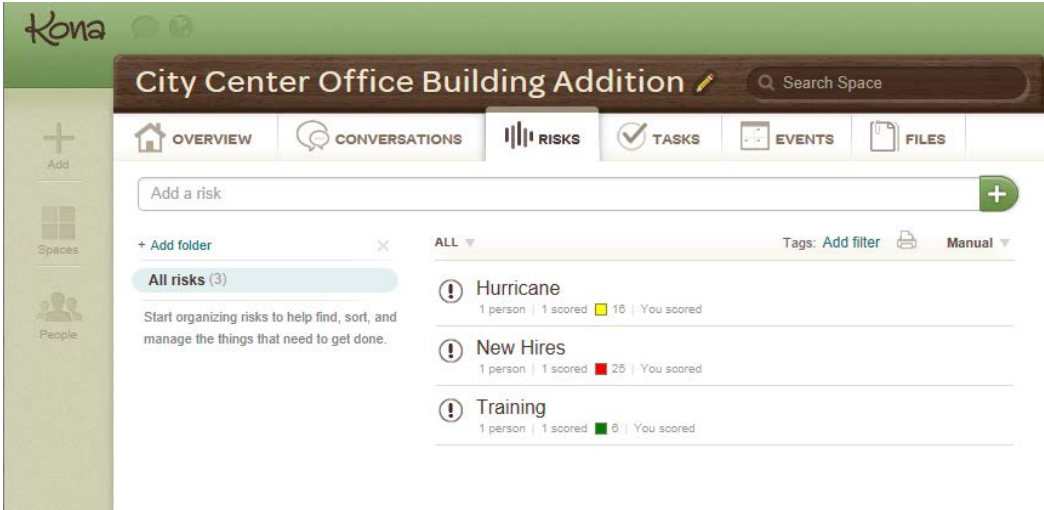 Kona
City Center Office Building Addition
Search Space
OVERVIEW
CONVERSATIONS
RISKS
TASKS
EVENTS
FILES
Add
Spaces
People
Add a risk
+ Add folder
All risks (3)
Start organizing risks to help find, sort, and
manage the things that need to get done.
ALL
Tags: Add filter
Manual
Hurricane
1 person | 1 scored 16 | You scored
New Hires
1 person | 1 scored 25 | You scored
Training
1 person | 1 scored 6 | You scored